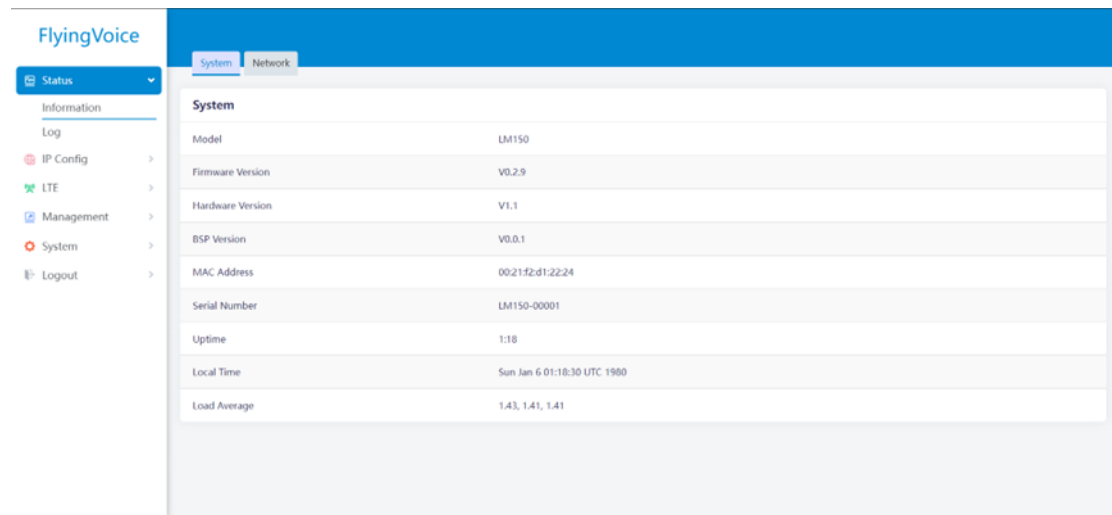 FlyingVoice
Status
Information
Log
IP Config
LTE
Management
System
Logout
System Network
System
Model LM150
Firmware Version V0.2.9
Hardware Version V1.1
BSP Version V0.0.1
MAC Address 00:21:f2:d1:22:24
Serial Number LM150-00001
Uptime 1:18
Local Time Sun Jan 6 01:18:30 UTC 1980
Load Average 1.43, 1.41, 1.41